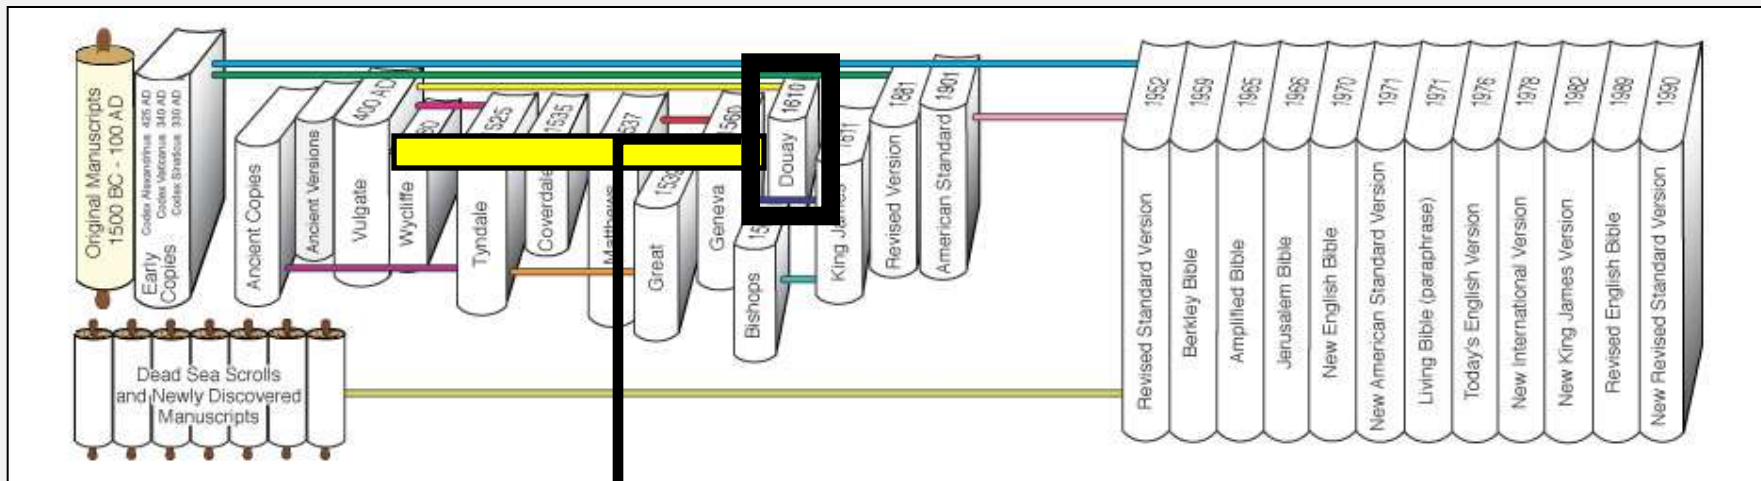 Original Manuscripts
1500 BC - 100 AD
Early
Copies
Codex Alexandrinus 425 AD
Codex Vaticanus 340 AD
Codex Sinaiticus 330 AD
Ancient Copies
Ancient Versions
Vulgate
400 AD
Wycliffe
Tyndale
Coverdale
1535
Great
Geneva
1560
Bishops
Douay
1610
King James
1611
Revised Version
1881
American Standard
1901
Revised Standard Version
1952
Berkley Bible
1959
Amplified Bible
1965
Jerusalem Bible
1966
New English Bible
1970
New American Standard Version
1971
Living Bible (paraphrase)
1971
Today's English Version
1976
New International Version
1978
New King James Version
1982
Revised English Bible
1989
New Revised Standard Version
1990
Dead Sea Scrolls
and Newly Discovered
Manuscripts